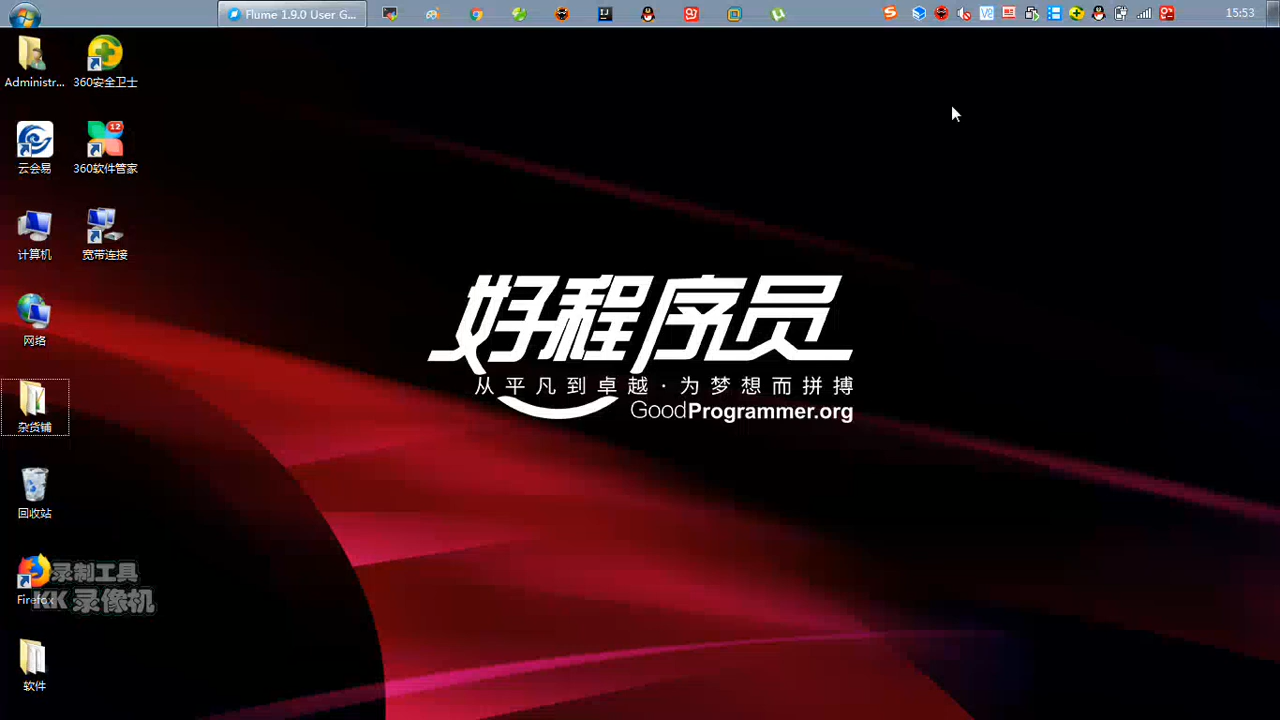 Flume 1.9.0 User G...
15:53
Administr...
360安全卫士
12
云会易
360软件管家
计算机
宽带连接
网络
杂货铺
回收站
Firefox
录制工具
KK 录像机
软件
好程序员
从平凡到卓越·为梦想而拼搏
GoodProgrammer.org